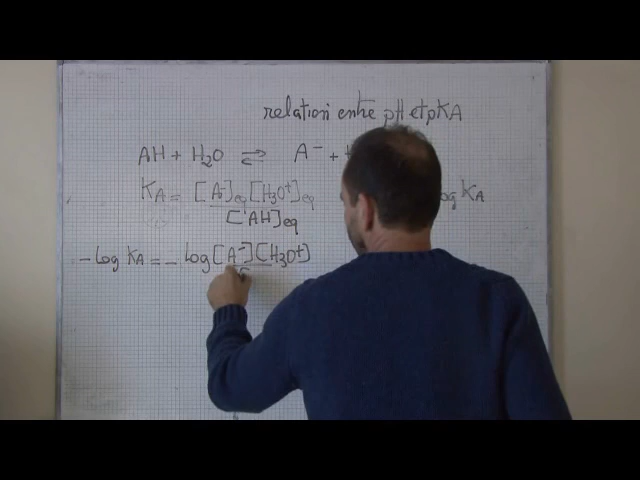 relation entre pH et pKA
AH + H₂O ⇌ A⁻ +
KA = [A⁻]eq [H₃O⁺]eq log KA
[AH]eq
-log KA = - log [A⁻][H₃O⁺]